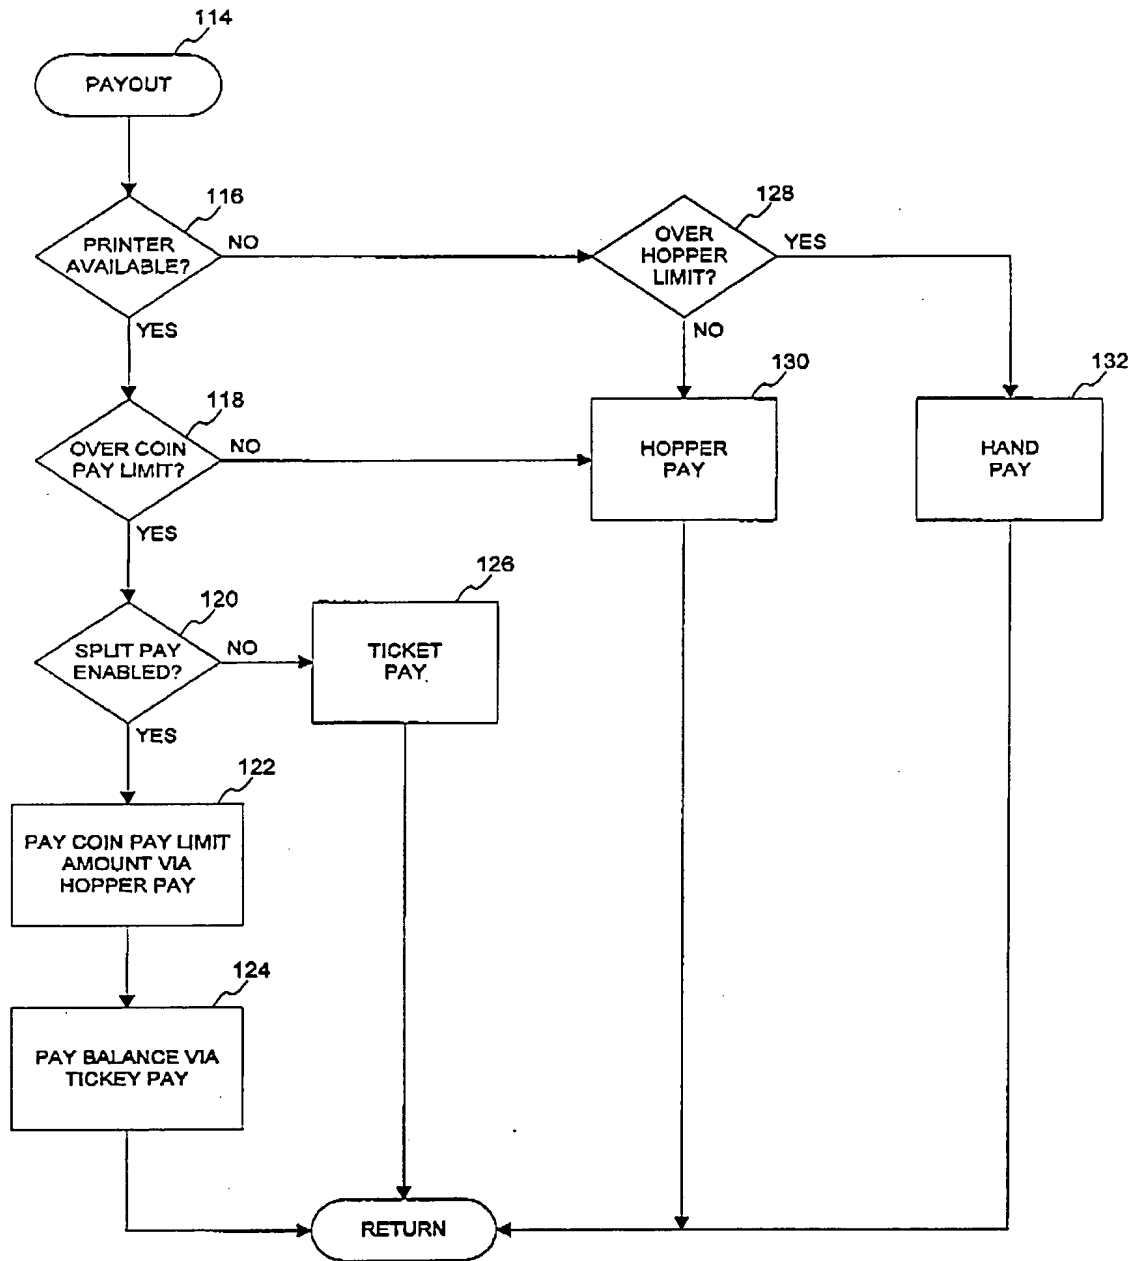 114
PAYOUT
116
PRINTER
AVAILABLE?
NO
YES
128
OVER
HOPPER
LIMIT?
YES
NO
118
OVER COIN
PAY LIMIT?
NO
YES
130
HOPPER
PAY
132
HAND
PAY
120
SPLIT PAY
ENABLED?
NO
YES
126
TICKET
PAY
122
PAY COIN PAY LIMIT
AMOUNT VIA
HOPPER PAY
124
PAY BALANCE VIA
TICKEY PAY
RETURN